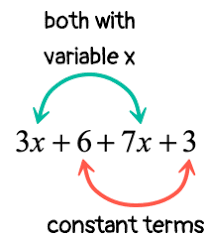 both with
variable x
3x + 6 + 7x + 3
constant terms